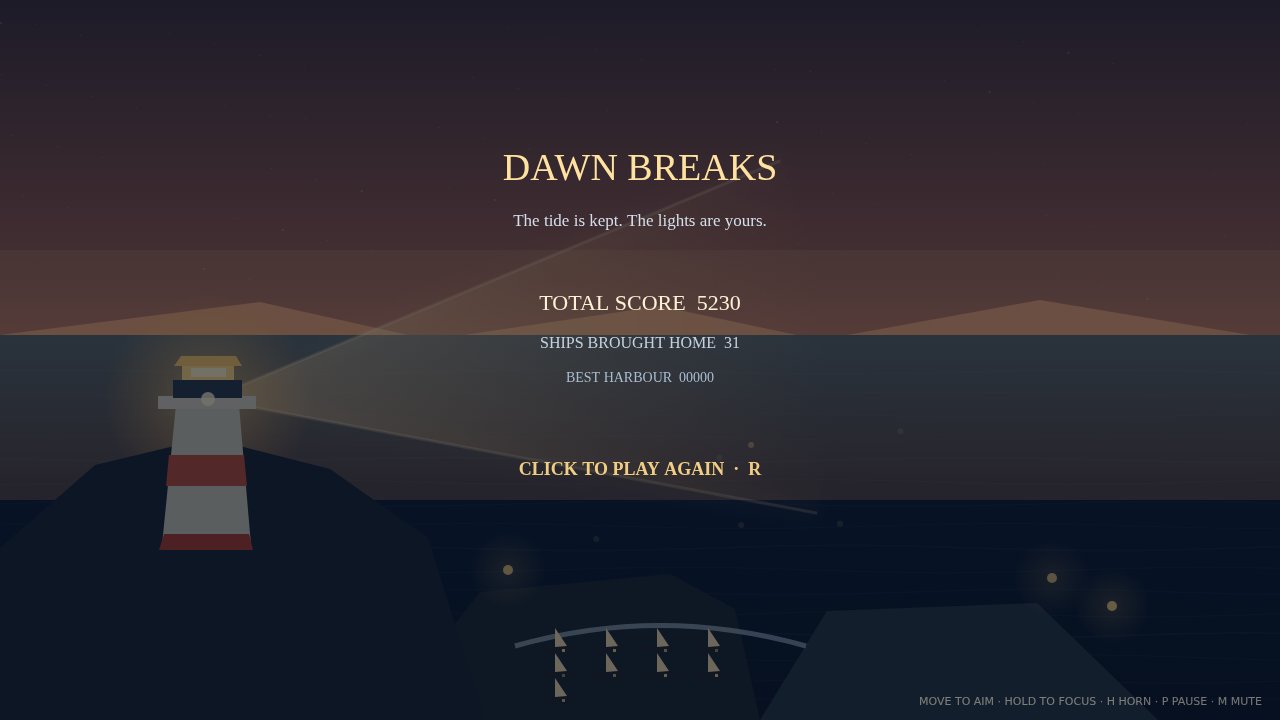 DAWN BREAKS
The tide is kept. The lights are yours.
TOTAL SCORE 5230
SHIPS BROUGHT HOME 31
BEST HARBOUR 00000
CLICK TO PLAY AGAIN · R
MOVE TO AIM · HOLD TO FOCUS · H HORN · P PAUSE · M MUTE